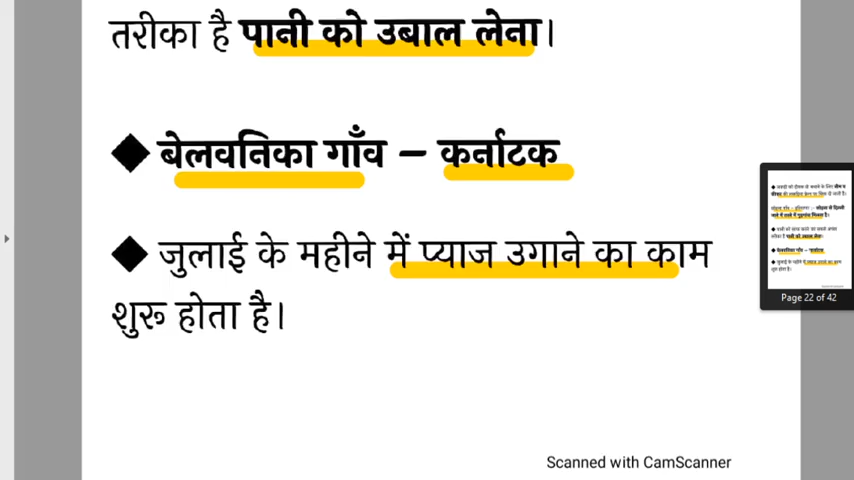 तरीका है पानी को उबाल लेना।
◆ बेलवनिका गाँव – कर्नाटक
◆ जुलाई के महीने में प्याज उगाने का काम
शुरू होता है।
Scanned with CamScanner
Page 22 of 42